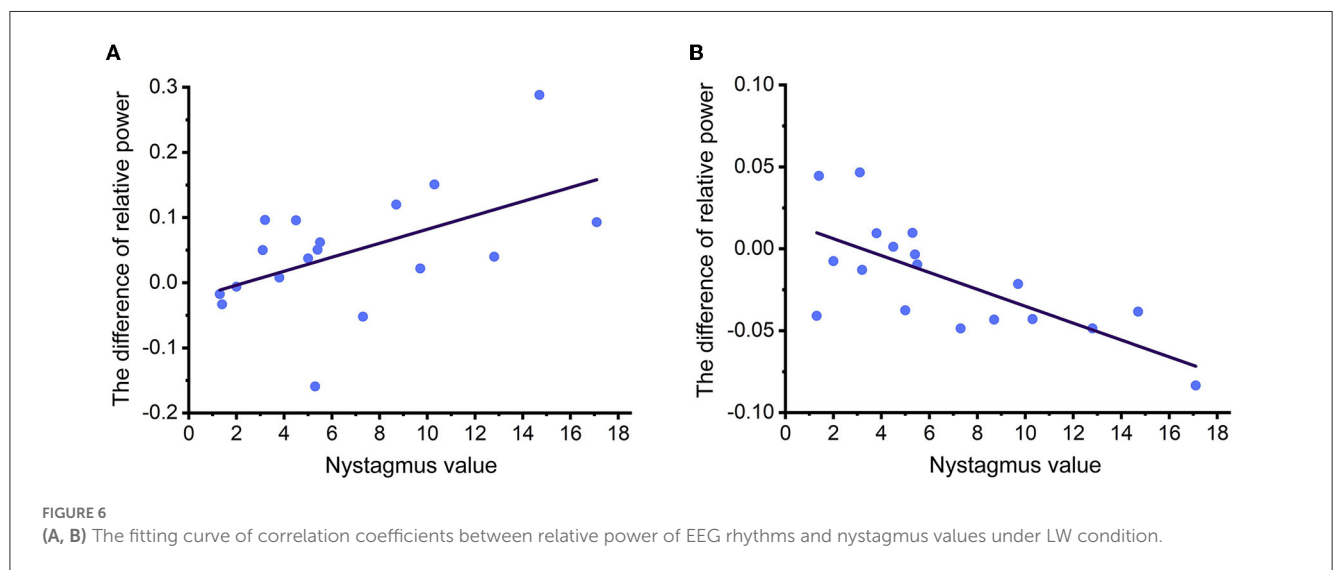 A
The difference of relative power
0.3
0.2
0.1
0.0
-0.1
-0.2
0 2 4 6 8 10 12 14 16 18
Nystagmus value
B
The difference of relative power
0.10
0.05
0.00
-0.05
-0.10
0 2 4 6 8 10 12 14 16 18
Nystagmus value
FIGURE 6
(A, B) The fitting curve of correlation coefficients between relative power of EEG rhythms and nystagmus values under LW condition.